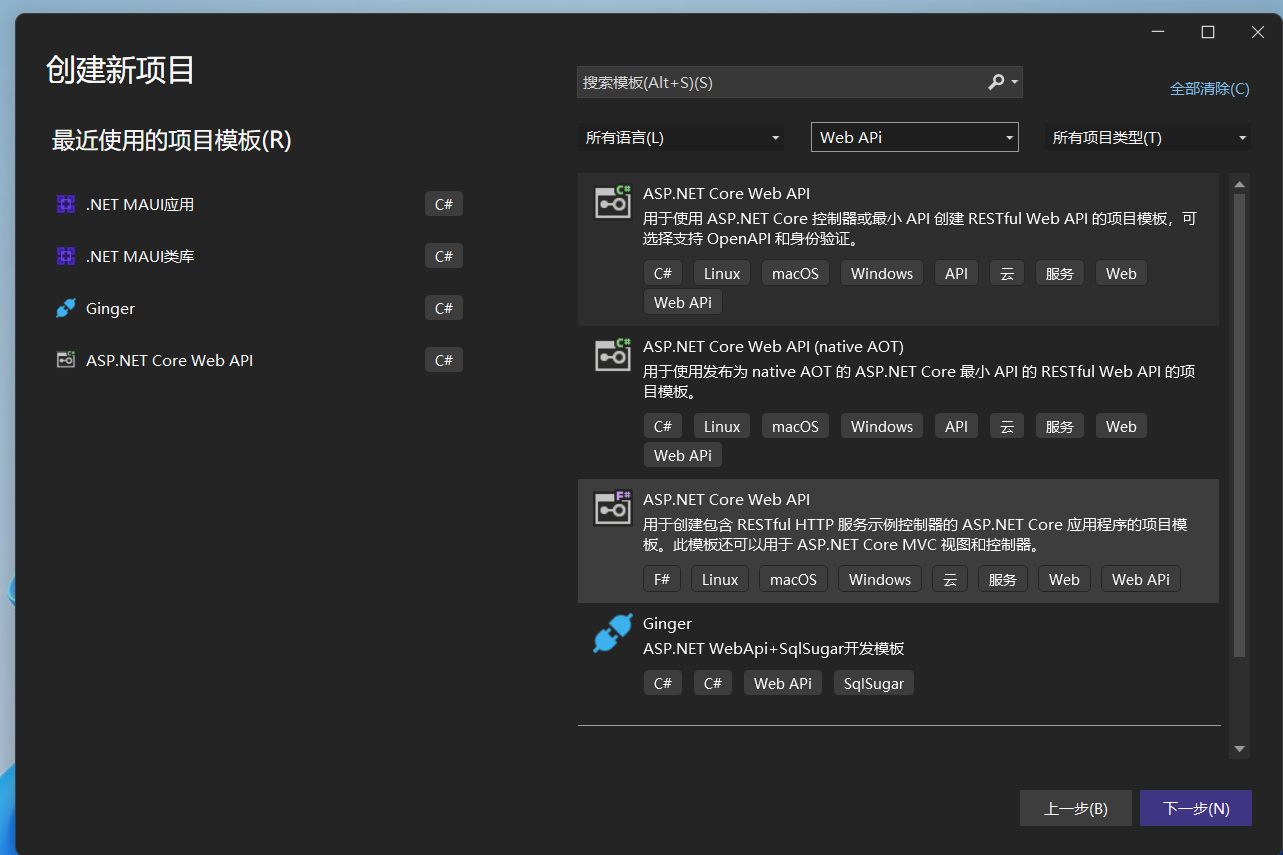 创建新项目
搜索模板(Alt+S)(S)
全部清除(C)
最近使用的项目模板(R)
所有语言(L)
Web APi
所有项目类型(T)
.NET MAUI应用
C#
.NET MAUI类库
C#
Ginger
C#
ASP.NET Core Web API
C#
ASP.NET Core Web API
用于使用 ASP.NET Core 控制器或最小 API 创建 RESTful Web API 的项目模板，可
选择支持 OpenAPI 和身份验证。
C# Linux macOS Windows API 云 服务 Web
Web APi
ASP.NET Core Web API (native AOT)
用于使用发布为 native AOT 的 ASP.NET Core 最小 API 的 RESTful Web API 的项
目模板。
C# Linux macOS Windows API 云 服务 Web
Web APi
ASP.NET Core Web API
用于创建包含 RESTful HTTP 服务示例控制器的 ASP.NET Core 应用程序的项目模
板。此模板还可以用于 ASP.NET Core MVC 视图和控制器。
F# Linux macOS Windows 云 服务 Web Web APi
Ginger
ASP.NET WebApi+SqlSugar开发模板
C# C# Web APi SqlSugar
上一步(B)
下一步(N)